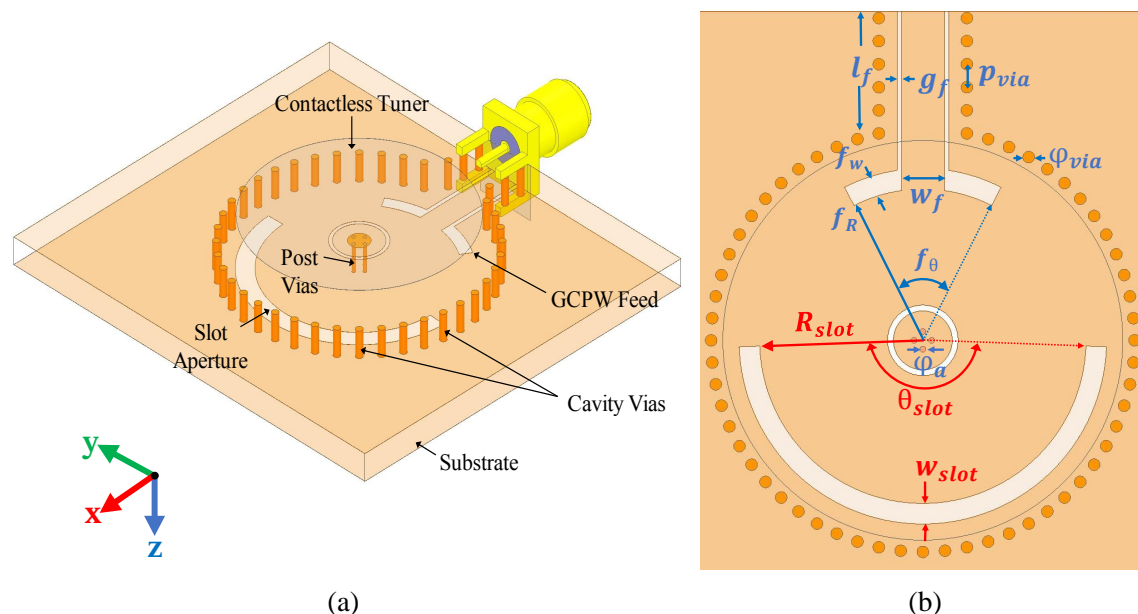 Contactless Tuner
Post
Vias
GCPW Feed
Slot
Aperture
Cavity Vias
Substrate
y
x
z
(a)
l_f
g_f
p_via
f_w
w_f
φ_via
f_R
f_θ
R_slot
φ_a
θ_slot
w_slot
(b)